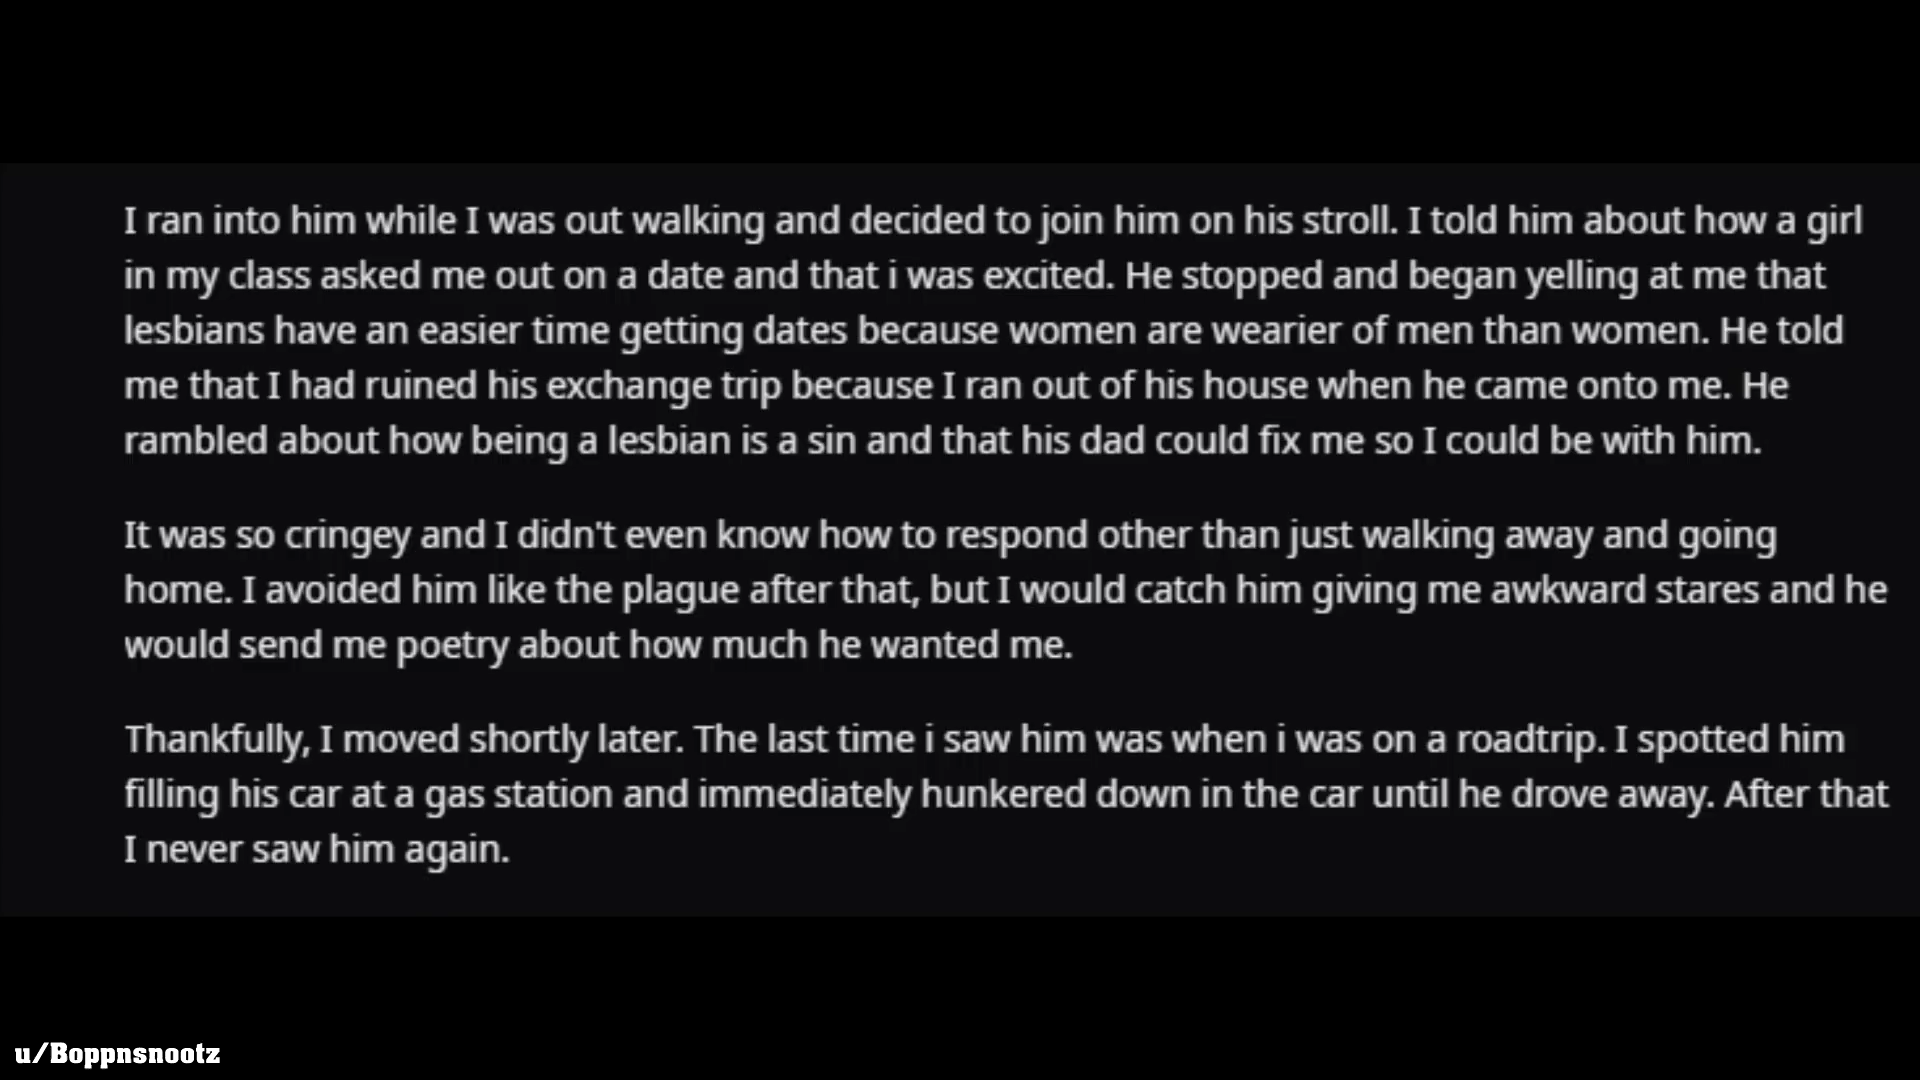 I ran into him while I was out walking and decided to join him on his stroll. I told him about how a girl
in my class asked me out on a date and that i was excited. He stopped and began yelling at me that
lesbians have an easier time getting dates because women are wearier of men than women. He told
me that I had ruined his exchange trip because I ran out of his house when he came onto me. He
rambled about how being a lesbian is a sin and that his dad could fix me so I could be with him.
It was so cringey and I didn't even know how to respond other than just walking away and going
home. I avoided him like the plague after that, but I would catch him giving me awkward stares and he
would send me poetry about how much he wanted me.
Thankfully, I moved shortly later. The last time i saw him was when i was on a roadtrip. I spotted him
filling his car at a gas station and immediately hunkered down in the car until he drove away. After that
I never saw him again.
u/Boppnsnootz